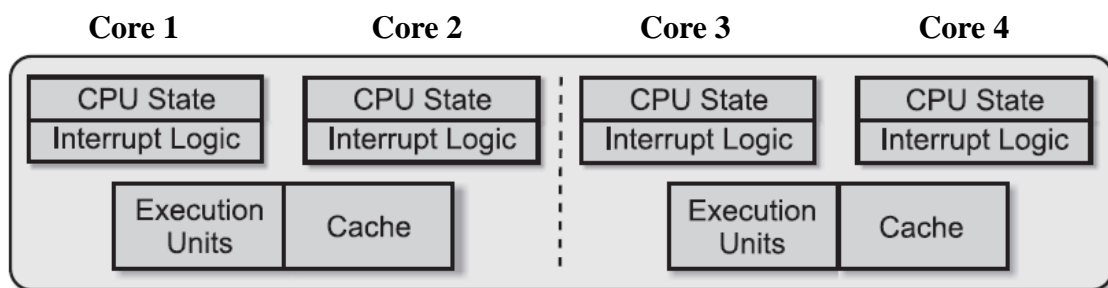 Core 1 Core 2 Core 3 Core 4
CPU State CPU State CPU State CPU State
Interrupt Logic Interrupt Logic Interrupt Logic Interrupt Logic
Execution Units Cache Execution Units Cache